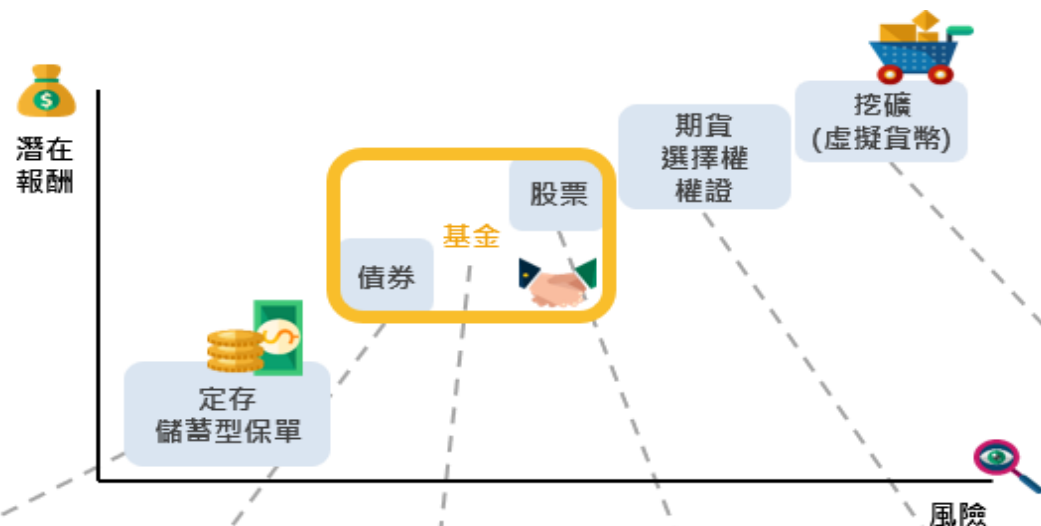 挖礦
(虛擬貨幣)
期貨
選擇權
權證
潛在
報酬
股票
基金
債券
定存
儲蓄型保單
風險